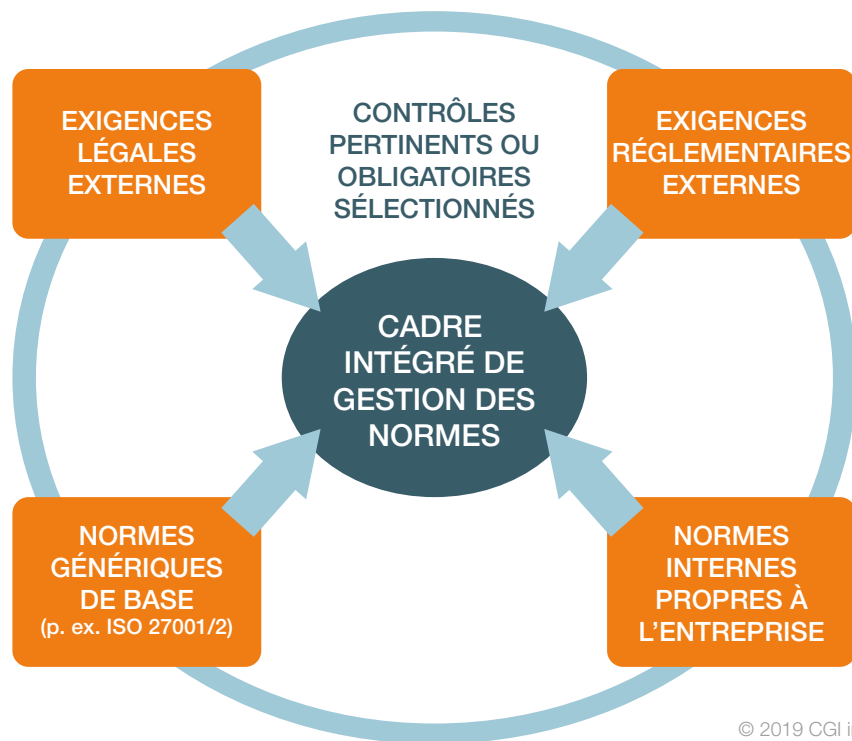 EXIGENCES
LÉGALES
EXTERNES
CONTRÔLES
PERTINENTS OU
OBLIGATOIRES
SÉLECTIONNÉS
EXIGENCES
RÉGLEMENTAIRES
EXTERNES
CADRE
INTÉGRÉ DE
GESTION DES
NORMES
NORMES
GÉNÉRIQUES
DE BASE
(p. ex. ISO 27001/2)
NORMES
INTERNES
PROPRES À
L’ENTREPRISE
© 2019 CGI